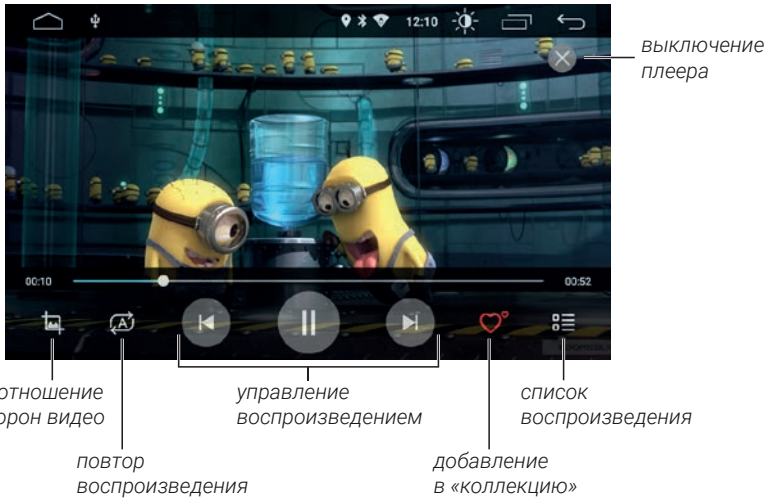 12:10
выключение
плеера
00:10
00:52
A
отношение
орон видео
управление
воспроизведением
список
воспроизведения
повтор
воспроизведения
добавление
в «коллекцию»